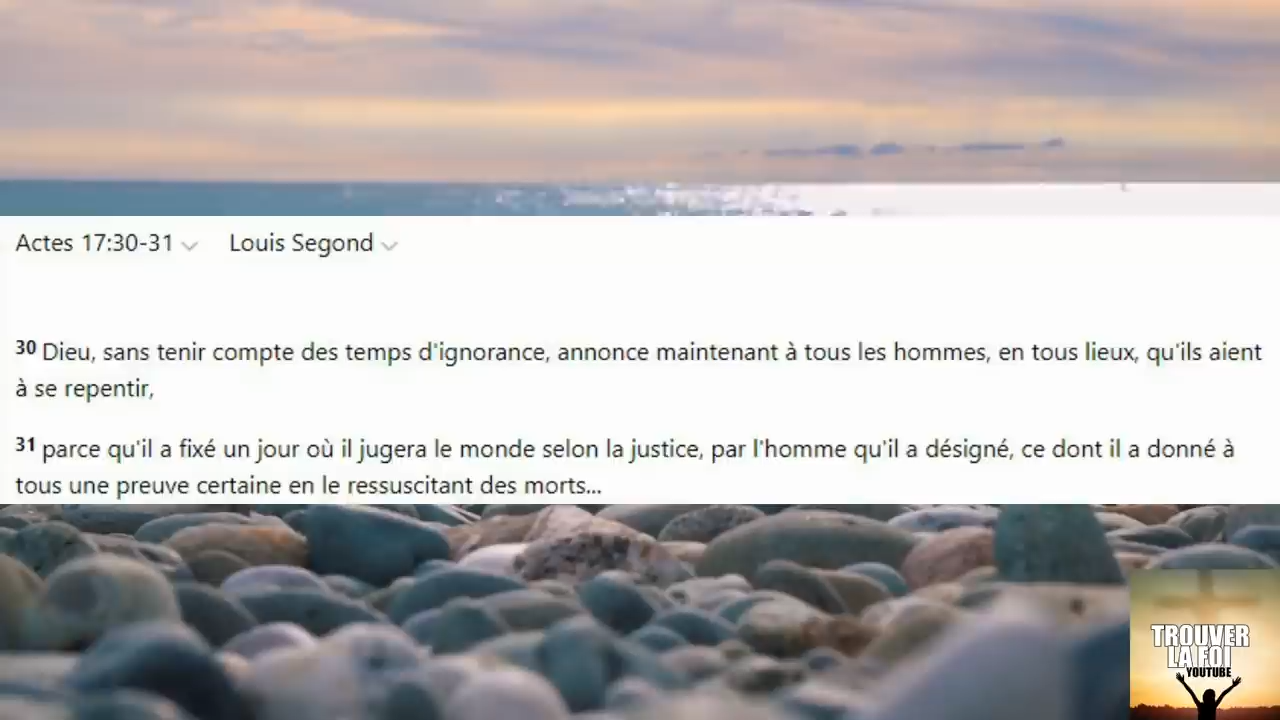 Actes 17:30-31 Louis Segond
30 Dieu, sans tenir compte des temps d'ignorance, annonce maintenant à tous les hommes, en tous lieux, qu'ils aient
à se repentir,
31 parce qu'il a fixé un jour où il jugera le monde selon la justice, par l'homme qu'il a désigné, ce dont il a donné à
tous une preuve certaine en le ressuscitant des morts...
TROUVER
LA FOI
YOUTUBE